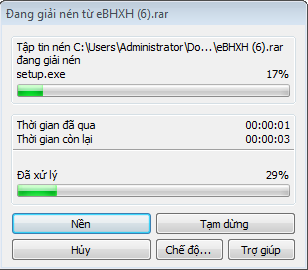 Đang giải nén từ eBHXH (6).rar
Tập tin nén C:\Users\Administrator\Do...\eBHXH (6).rar
đang giải nén
setup.exe 17%
Thời gian đã qua 00:00:01
Thời gian còn lại 00:00:03
Đã xử lý 29%
Nền Tạm dừng
Hủy Chế độ... Trợ giúp